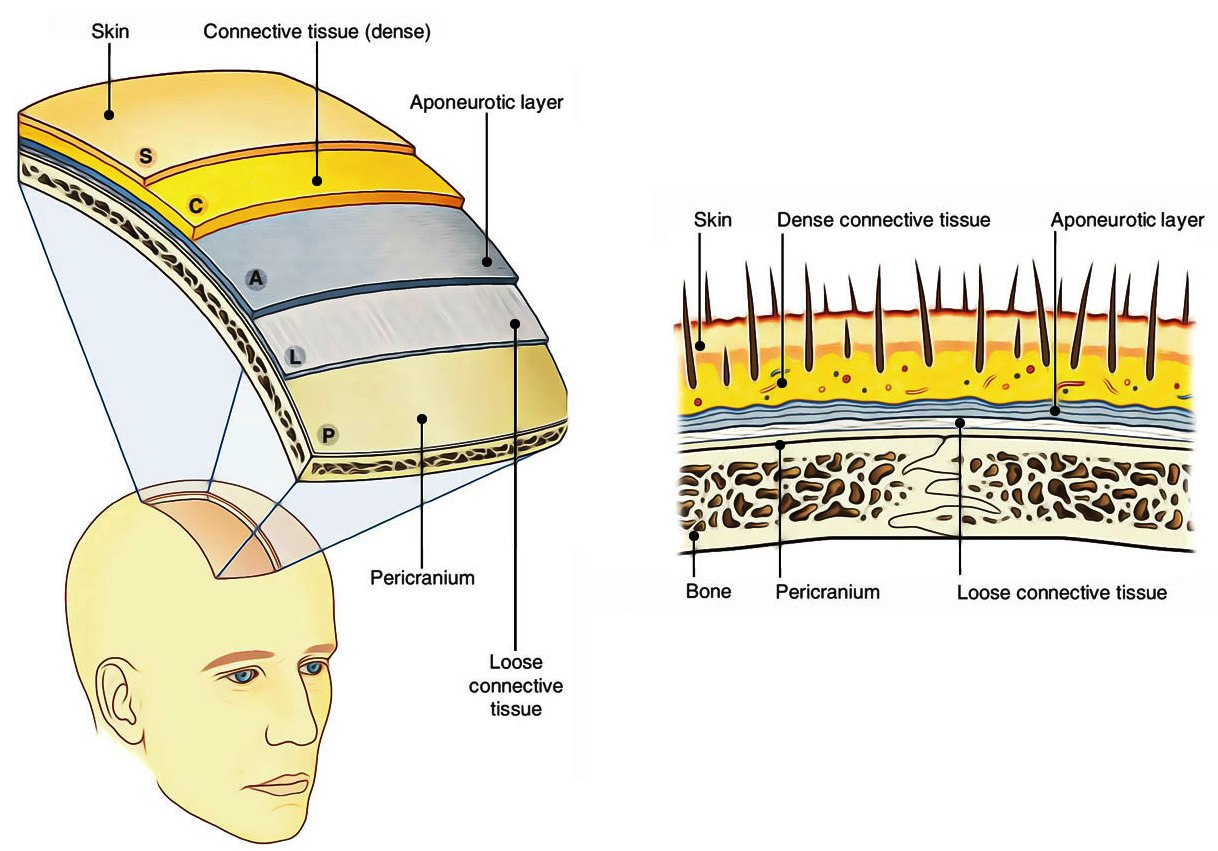 Skin
Connective tissue (dense)
Aponeurotic layer
S
C
A
L
P
Pericranium
Loose
connective
tissue
Skin
Dense connective tissue
Aponeurotic layer
Bone
Pericranium
Loose connective tissue